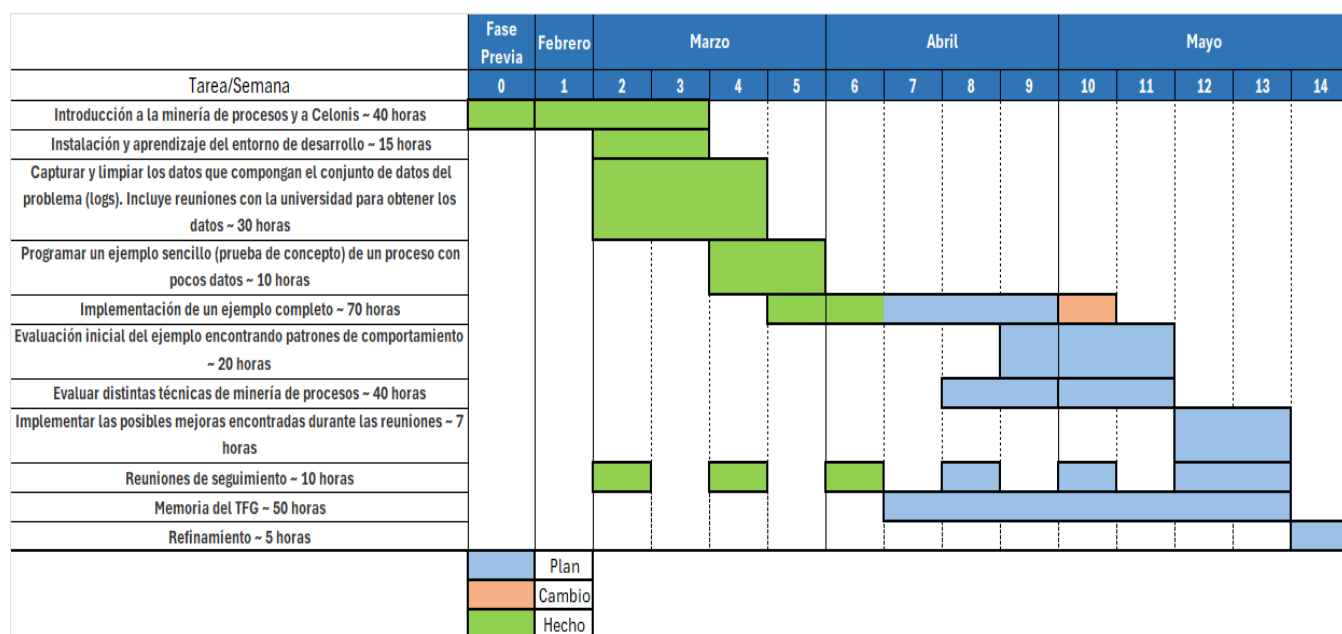 Fase
Previa
Febrero
Marzo
Abril
Mayo
Tarea/Semana
0
1
2
3
4
5
6
7
8
9
10
11
12
13
14
Introducción a la minería de procesos y a Celonis ~ 40 horas
Instalación y aprendizaje del entorno de desarrollo ~ 15 horas
Capturar y limpiar los datos que compongan el conjunto de datos del
problema (logs). Incluye reuniones con la universidad para obtener los
datos ~ 30 horas
Programar un ejemplo sencillo (prueba de concepto) de un proceso con
pocos datos ~ 10 horas
Implementación de un ejemplo completo ~ 70 horas
Evaluación inicial del ejemplo encontrando patrones de comportamiento
~ 20 horas
Evaluar distintas técnicas de minería de procesos ~ 40 horas
Implementar las posibles mejoras encontradas durante las reuniones ~ 7
horas
Reuniones de seguimiento ~ 10 horas
Memoria del TFG ~ 50 horas
Refinamiento ~ 5 horas
Plan
Cambio
Hecho